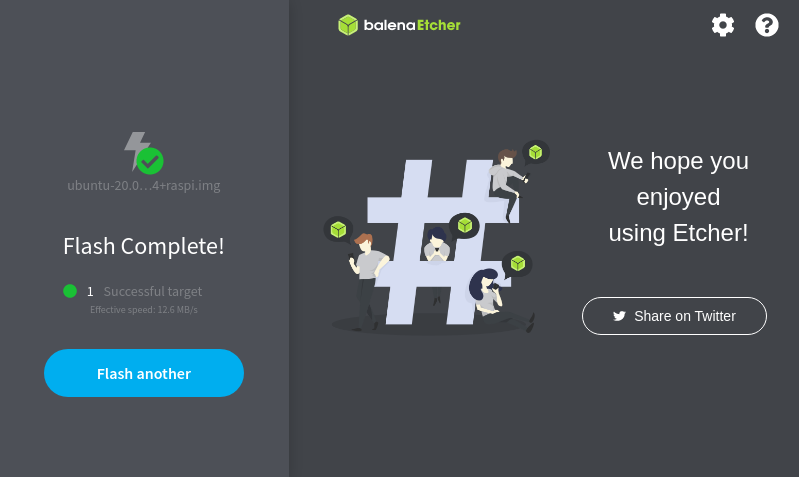 balenaEtcher
ubuntu-20.0...4+raspi.img
Flash Complete!
1 Successful target
Effective speed: 12.6 MB/s
Flash another
We hope you
enjoyed
using Etcher!
Share on Twitter